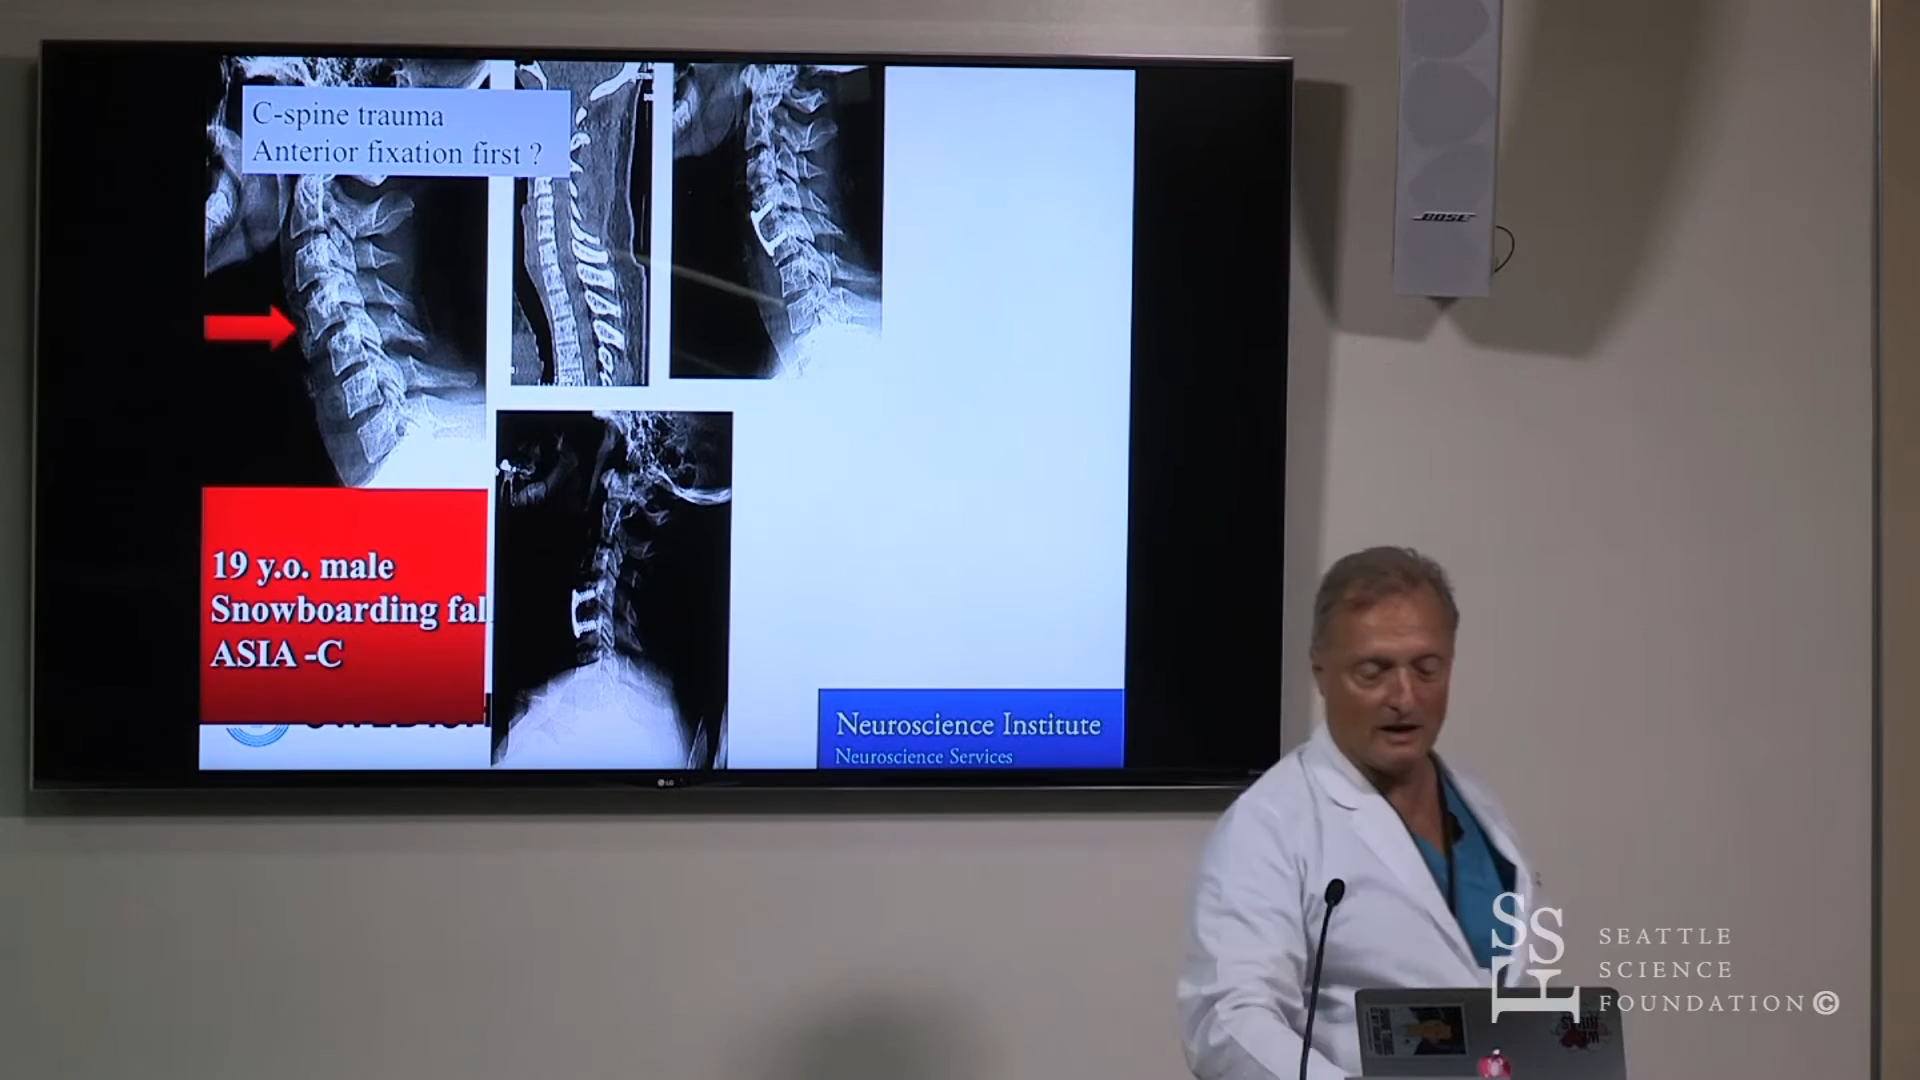 C-spine trauma
Anterior fixation first ?
19 y.o. male
Snowboarding fal
ASIA -C
Neuroscience Institute
Neuroscience Services
LG
BOSE
SSF
SEATTLE
SCIENCE
FOUNDATION©